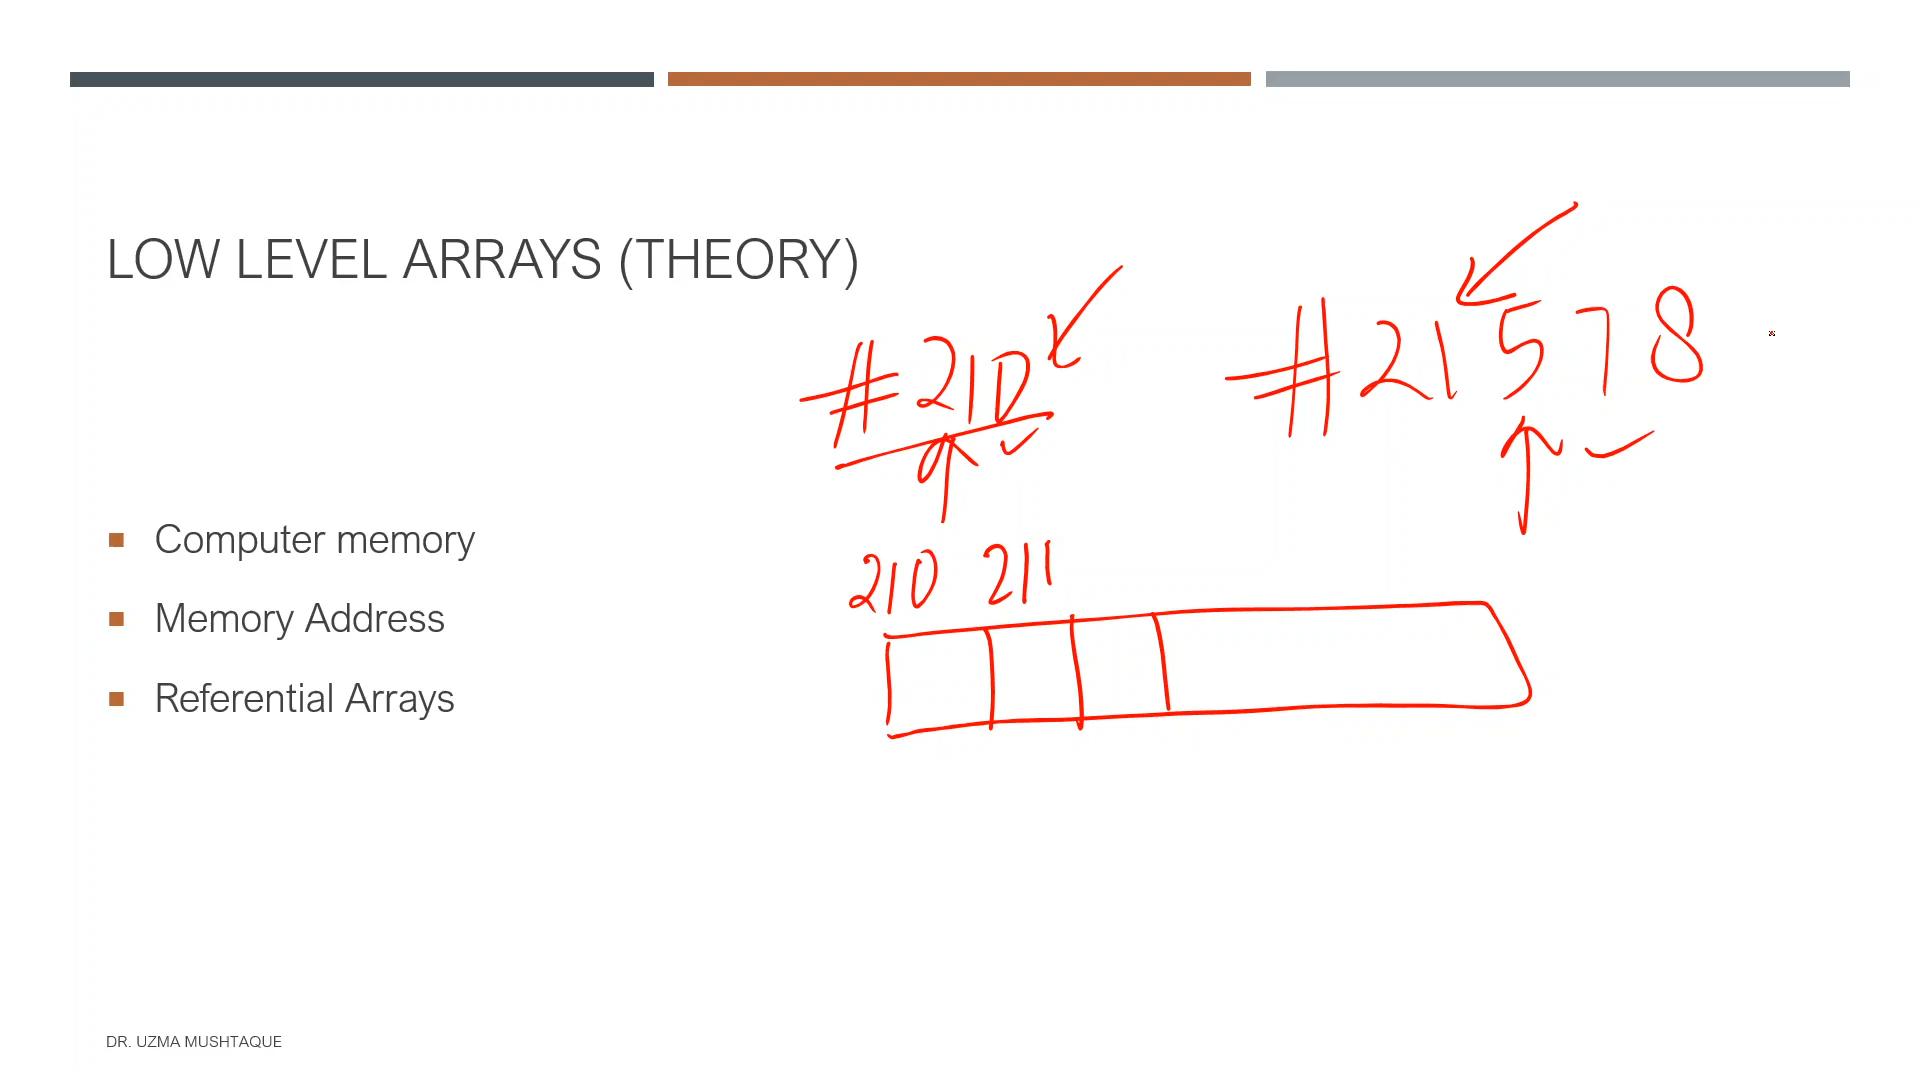 LOW LEVEL ARRAYS (THEORY)
#210
#21578
210 211
Computer memory
Memory Address
Referential Arrays
DR. UZMA MUSHTAQUE